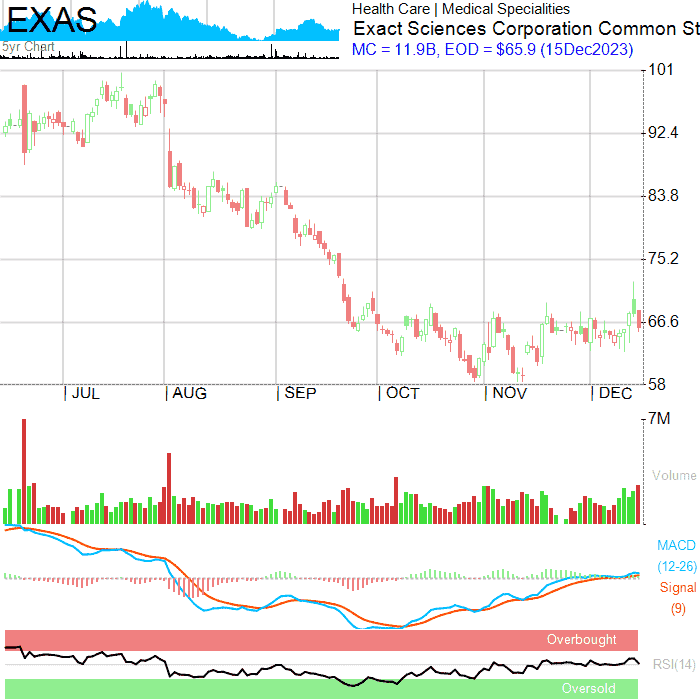 EXAS
5yr Chart
Health Care | Medical Specialities
Exact Sciences Corporation Common St
MC = 11.9B, EOD = $65.9 (15Dec2023)
101
92.4
83.8
75.2
66.6
58
| JUL | AUG | SEP | OCT | NOV | DEC
7M
Volume
MACD
(12-26)
Signal
(9)
Overbought
RSI(14)
Oversold